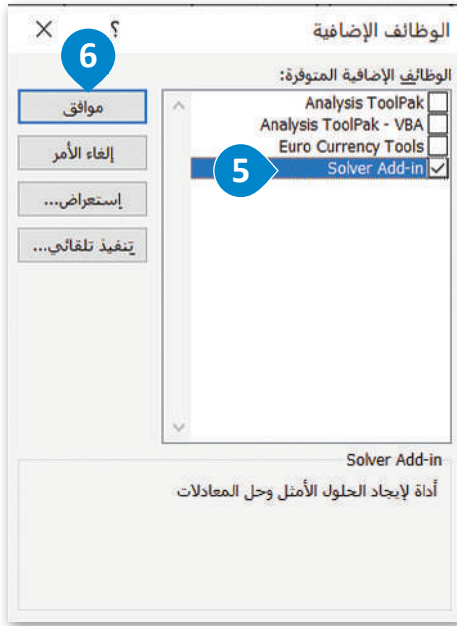 الوظائف الإضافية
؟
6
الوظائف الإضافية المتوفرة:
Analysis ToolPak
Analysis ToolPak - VBA
Euro Currency Tools
Solver Add-in
5
موافق
إلغاء الأمر
إستعراض...
تنفيذ تلقائي...
Solver Add-in
أداة لإيجاد الحلول الأمثل وحل المعادلات